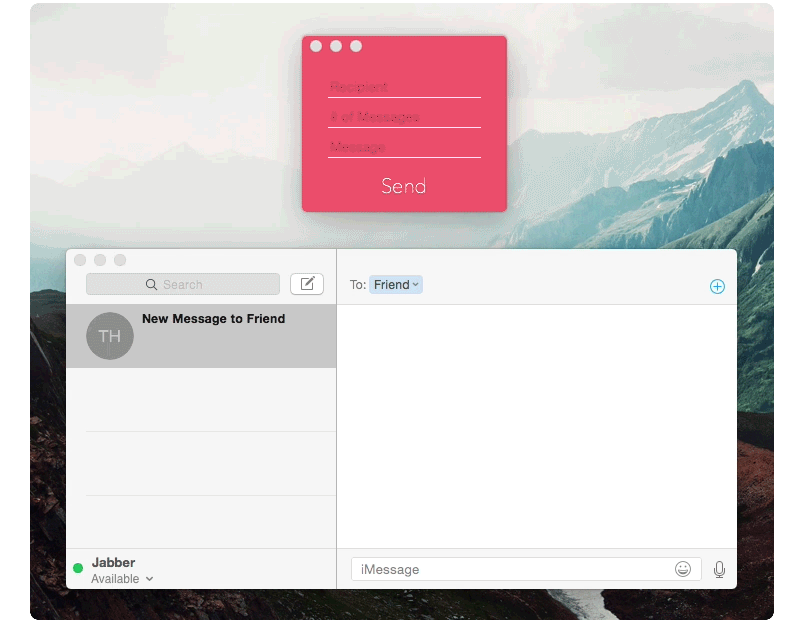 Recipient
# of Messages
Message
Send
Search
To: Friend
TH
New Message to Friend
Jabber
Available
iMessage